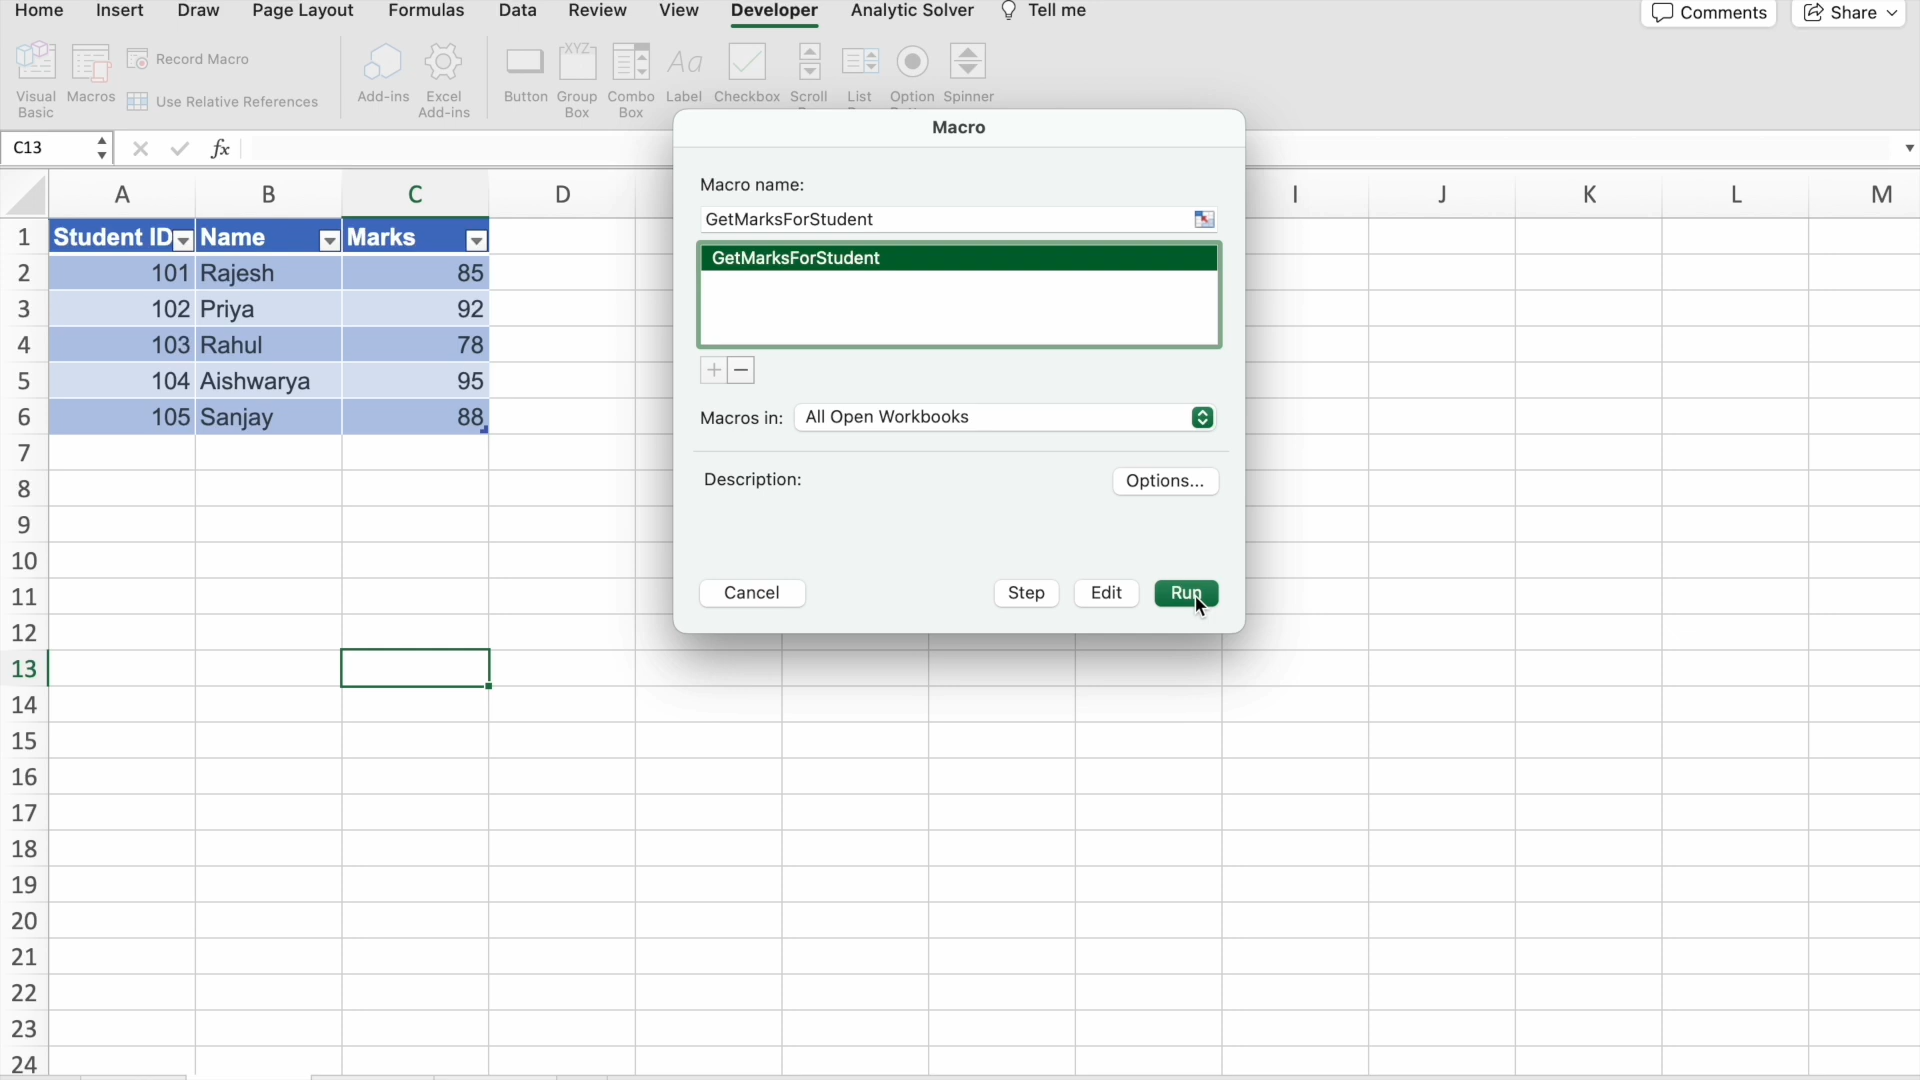 Home Insert Draw Page Layout Formulas Data Review View Developer Analytic Solver Tell me Comments Share
Visual Basic
Macros
Record Macro
Use Relative References
Add-ins
Excel Add-ins
Button
Group Box
Combo Box
Label
Checkbox
Scroll
List
Option
Spinner
C13
fx
A B C D I J K L M
1 Student ID Name Marks
2 101 Rajesh 85
3 102 Priya 92
4 103 Rahul 78
5 104 Aishwarya 95
6 105 Sanjay 88
7
8
9
10
11
12
13
14
15
16
17
18
19
20
21
22
23
24
Macro
Macro name:
GetMarksForStudent
GetMarksForStudent
Macros in: All Open Workbooks
Description:
Options...
Cancel Step Edit Run